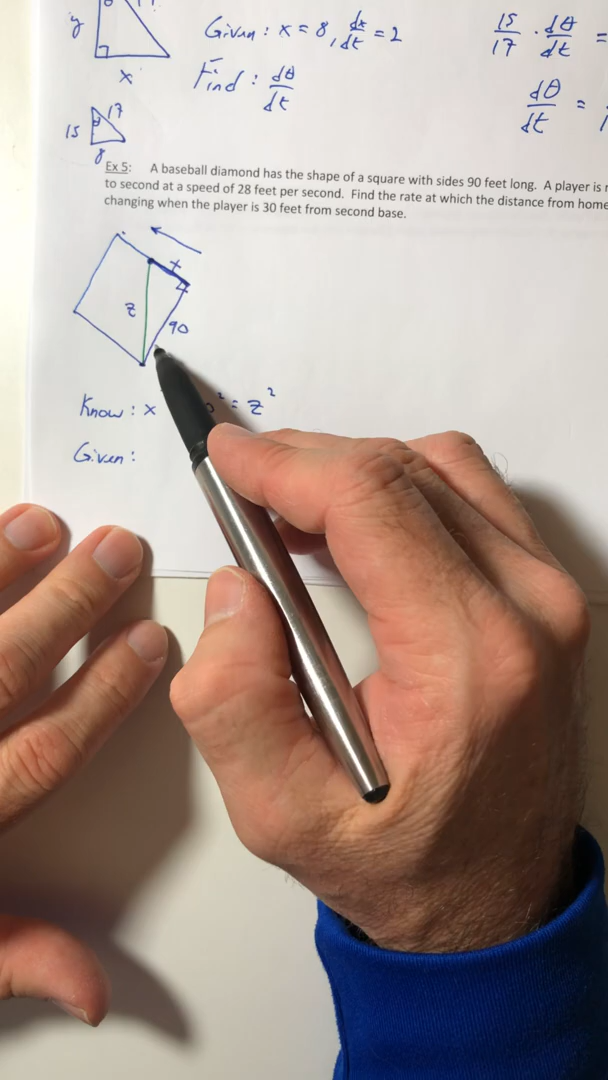 y
x
Given : x = 8, dx/dt = 2
Find : dθ/dt
15/17 · dθ/dt =
dθ/dt =
15 θ 17
8
Ex 5: A baseball diamond has the shape of a square with sides 90 feet long. A player is
to second at a speed of 28 feet per second. Find the rate at which the distance from home
changing when the player is 30 feet from second base.
x
z
90
Know : x ² = z²
Given :